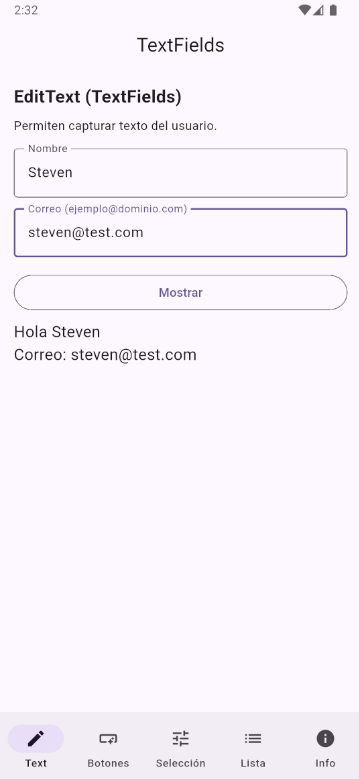 2:32
TextFields
EditText (TextFields)
Permiten capturar texto del usuario.
Nombre
Steven
Correo (ejemplo@dominio.com)
steven@test.com
Mostrar
Hola Steven
Correo: steven@test.com
Text Botones Selección Lista Info